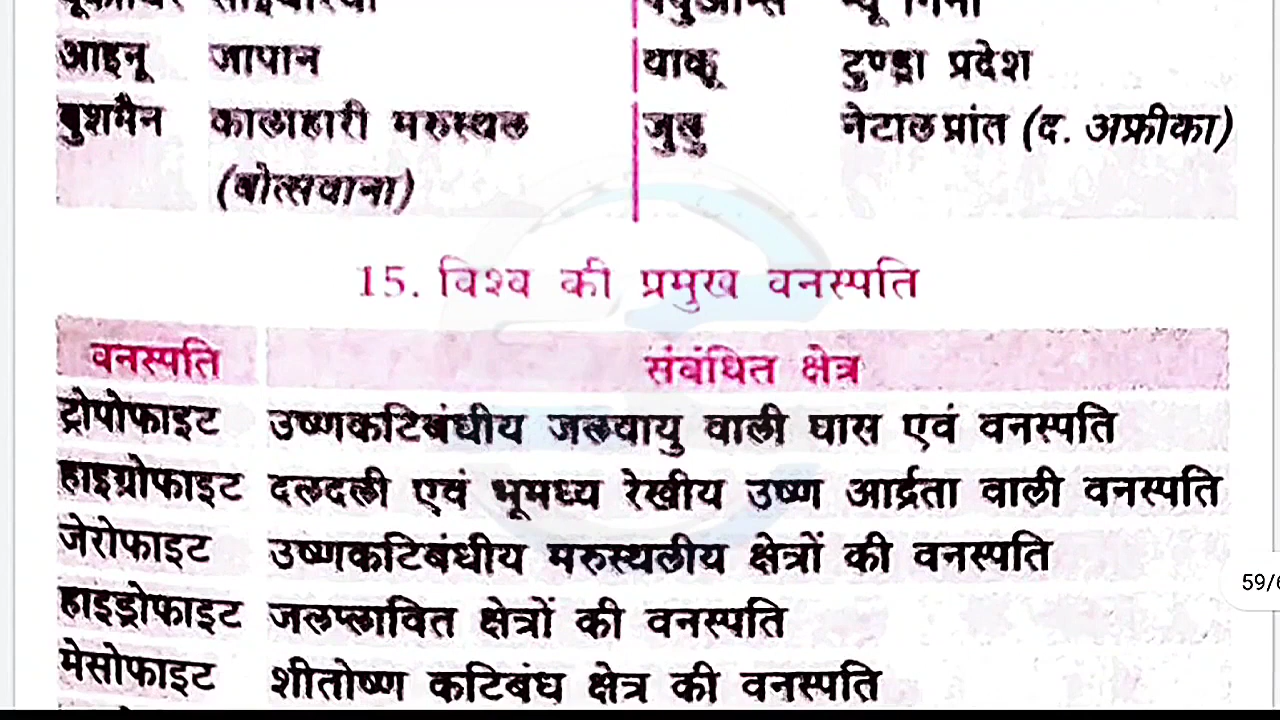 आइनू जापान याकू टुण्ड्रा प्रदेश
बुशमैन कालाहारी मरुस्थल जुलु नेटाल प्रांत (द. अफ्रीका)
(बोत्सवाना)
15. विश्व की प्रमुख वनस्पति
वनस्पति संबंधित क्षेत्र
ट्रोपोफाइट उष्णकटिबंधीय जलवायु वाली घास एवं वनस्पति
हाइग्रोफाइट दलदली एवं भूमध्य रेखीय उष्ण आर्द्रता वाली वनस्पति
जेरोफाइट उष्णकटिबंधीय मरुस्थलीय क्षेत्रों की वनस्पति
हाइड्रोफाइट जलप्लावित क्षेत्रों की वनस्पति
मेसोफाइट शीतोष्ण कटिबंध क्षेत्र की वनस्पति